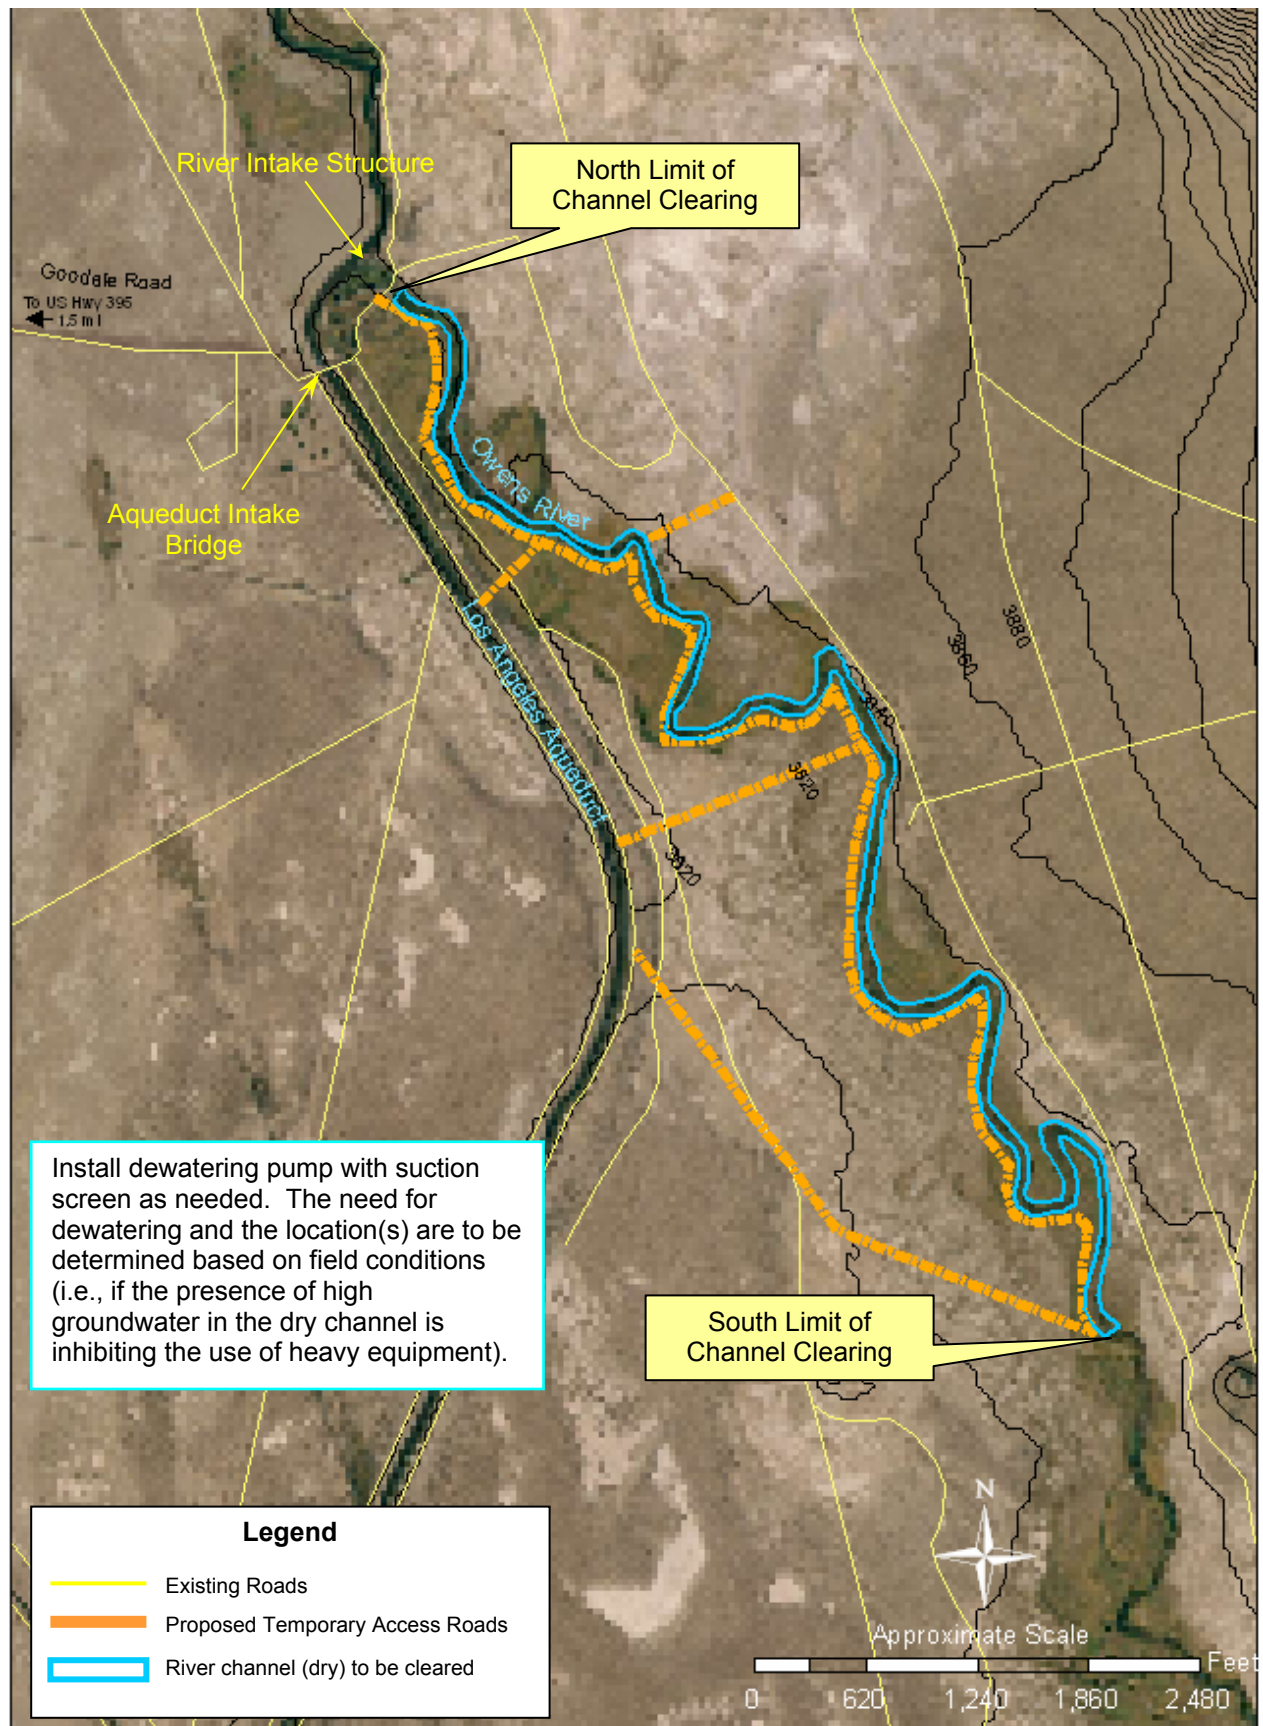 River Intake Structure
North Limit of
Channel Clearing
Goodale Road
To US Hwy 395
1.5 mi
Aqueduct Intake
Bridge
Owens River
Los Angeles Aqueduct
3880
3860
3840
3820
3820
Install dewatering pump with suction
screen as needed. The need for
dewatering and the location(s) are to be
determined based on field conditions
(i.e., if the presence of high
groundwater in the dry channel is
inhibiting the use of heavy equipment).
South Limit of
Channel Clearing
N
Legend
Existing Roads
Proposed Temporary Access Roads
River channel (dry) to be cleared
Approximate Scale
Feet
0 620 1,240 1,860 2,480